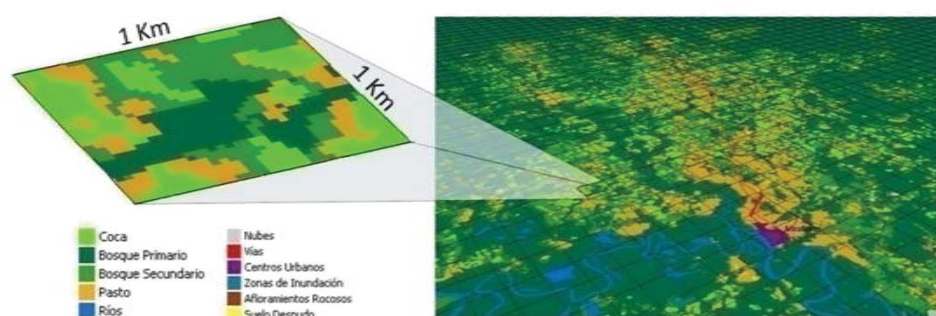 1 Km
1 Km
Coca
Bosque Primario
Bosque Secundario
Pasto
Ríos
Nubes
Vías
Centros Urbanos
Zonas de Inundación
Afloramientos Rocosos
Suelo Desnudo